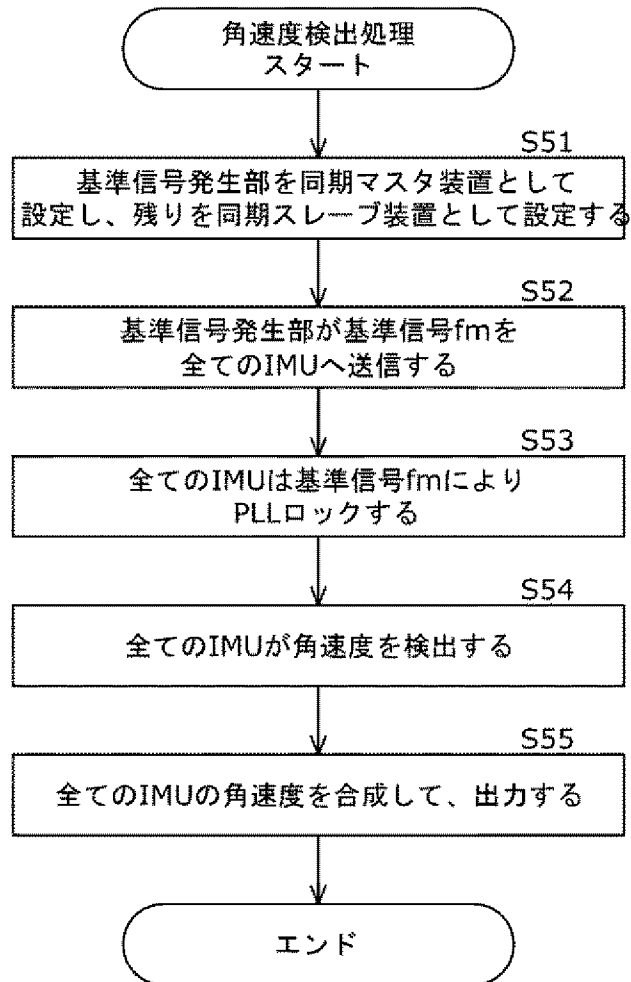 角速度検出処理
スタート
S51
基準信号発生部を同期マスタ装置として
設定し、残りを同期スレーブ装置として設定する
S52
基準信号発生部が基準信号fmを
全てのIMUへ送信する
S53
全てのIMUは基準信号fmにより
PLLロックする
S54
全てのIMUが角速度を検出する
S55
全てのIMUの角速度を合成して、出力する
エンド